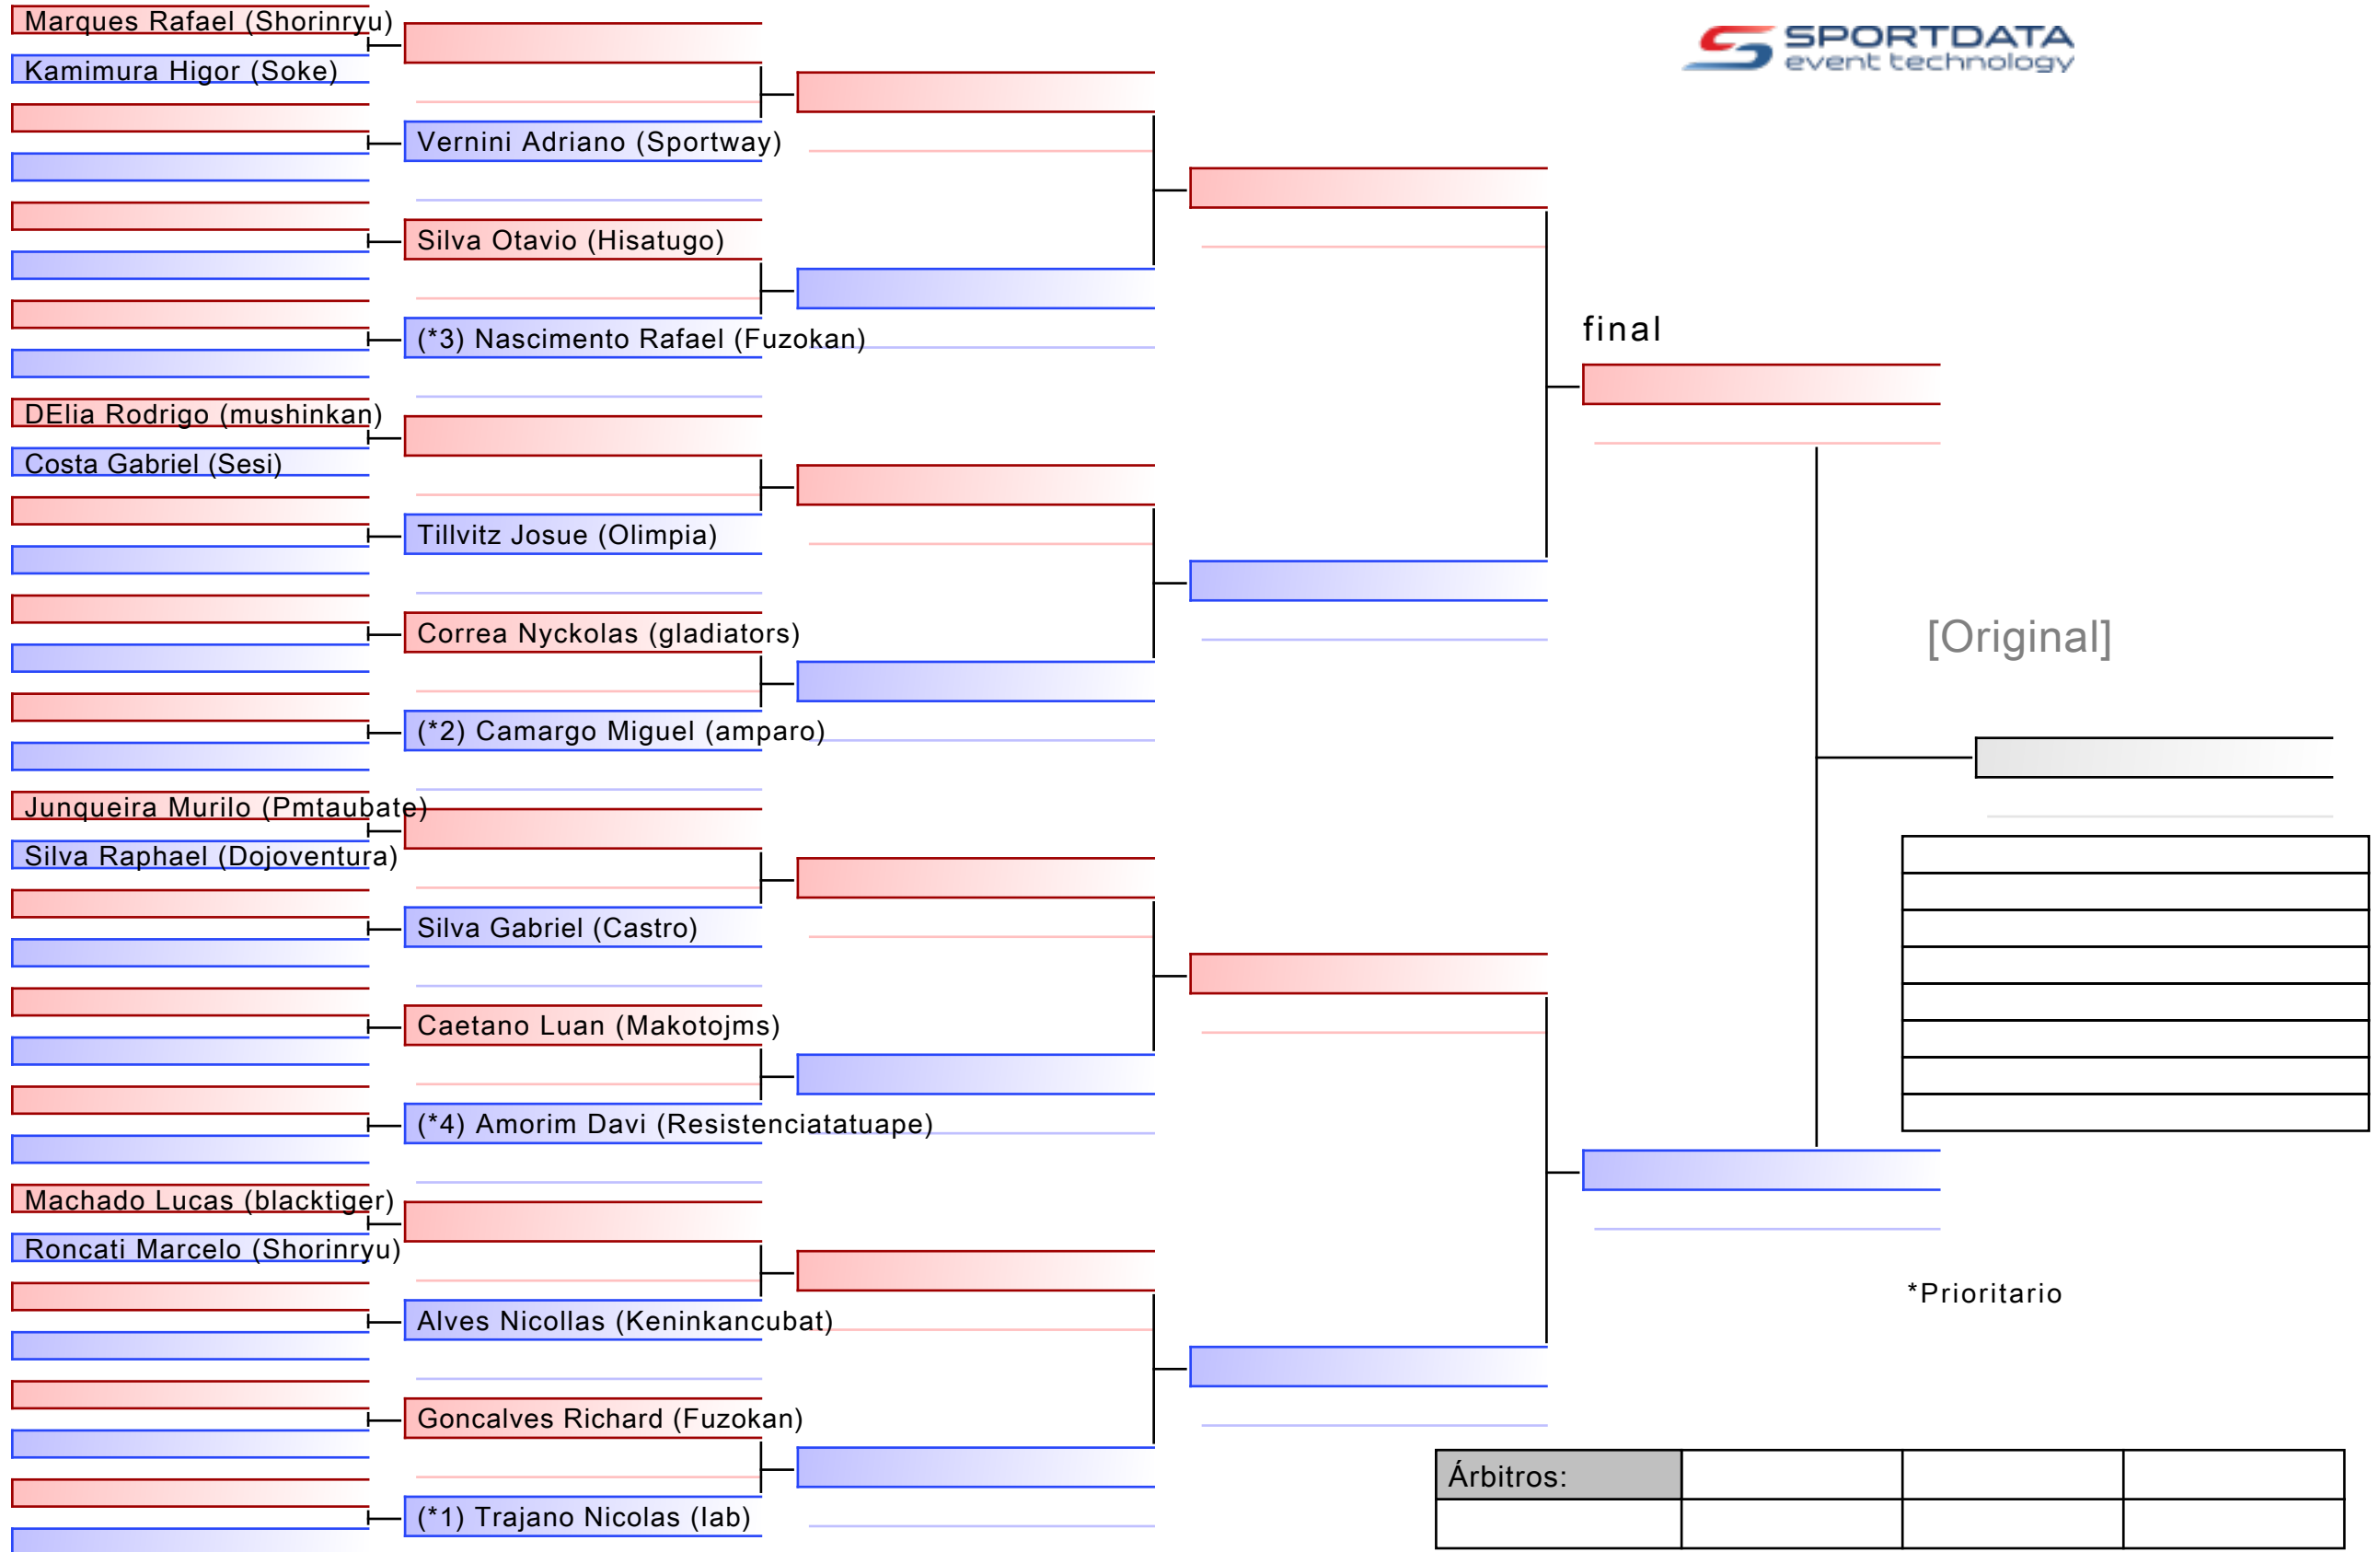 Marques Rafael (Shorinryu)
Kamimura Higor (Soke)
Vernini Adriano (Sportway)
Silva Otavio (Hisatugo)
(*3) Nascimento Rafael (Fuzokan)
DElia Rodrigo (mushinkan)
Costa Gabriel (Sesi)
Tillvitz Josue (Olimpia)
Correa Nyckolas (gladiators)
(*2) Camargo Miguel (amparo)
Junqueira Murilo (Pmtaubate)
Silva Raphael (Dojoventura)
Silva Gabriel (Castro)
Caetano Luan (Makotojms)
(*4) Amorim Davi (Resistenciatatuape)
Machado Lucas (blacktiger)
Roncati Marcelo (Shorinryu)
Alves Nicollas (Keninkancubat)
Goncalves Richard (Fuzokan)
(*1) Trajano Nicolas (Iab)
SPORTDATA
event technology
final
[Original]
*Prioritario
Árbitros: